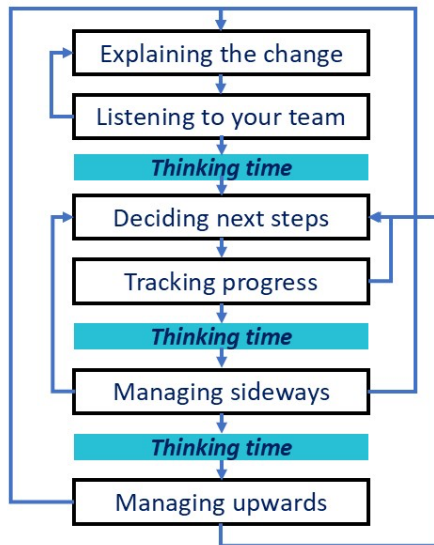 Explaining the change
Listening to your team
Thinking time
Deciding next steps
Tracking progress
Thinking time
Managing sideways
Thinking time
Managing upwards